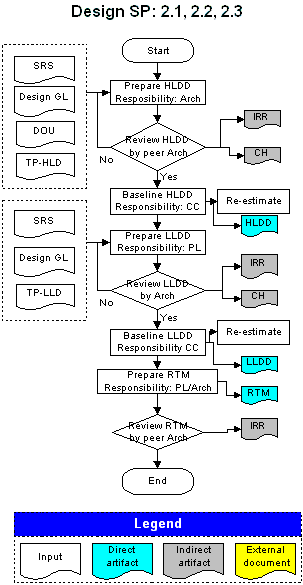 Design SP: 2.1, 2.2, 2.3
Start
SRS
Design GL
DOU
TP-HLD
Prepare HLDD
Resposibility: Arch
Review HLDD
by peer Arch
IRR
CH
No
Yes
Baseline HLDD
Responsibility: CC
Re-estimate
HLDD
SRS
Design GL
TP-LLD
Prepare LLDD
Responsibility: PL
Review LLDD
by Arch
IRR
CH
No
Yes
Baseline LLDD
Responsibility CC
Re-estimate
LLDD
Prepare RTM
Responsibility: PL/Arch
RTM
Review RTM
by peer Arch
IRR
End
Legend
Input
Direct
artifact
Indirect
artifact
External
document